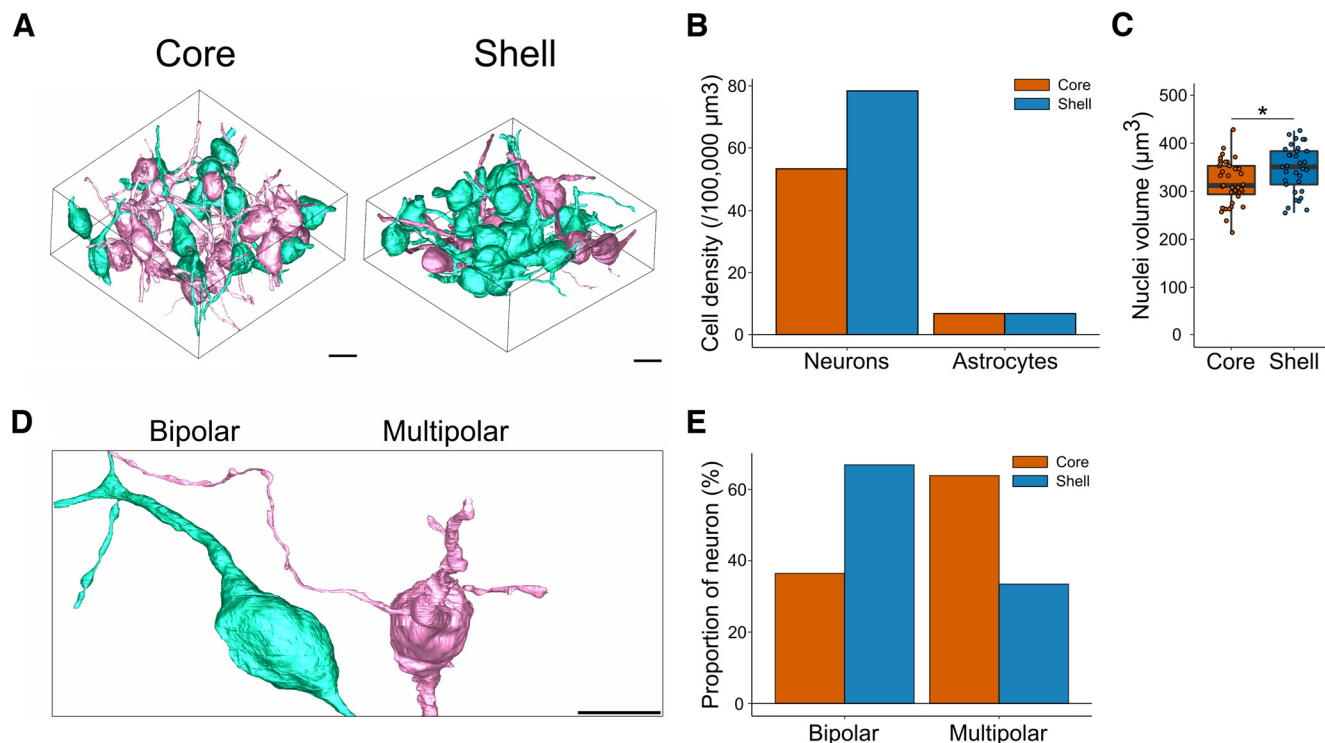 A
Core
Shell
B
Cell density (/100,000 µm3)
80
60
40
20
0
Neurons
Astrocytes
Core
Shell
C
Nuclei volume (µm³)
500
400
300
200
100
0
*
Core
Shell
D
Bipolar
Multipolar
E
Proportion of neuron (%)
60
40
20
0
Bipolar
Multipolar
Core
Shell